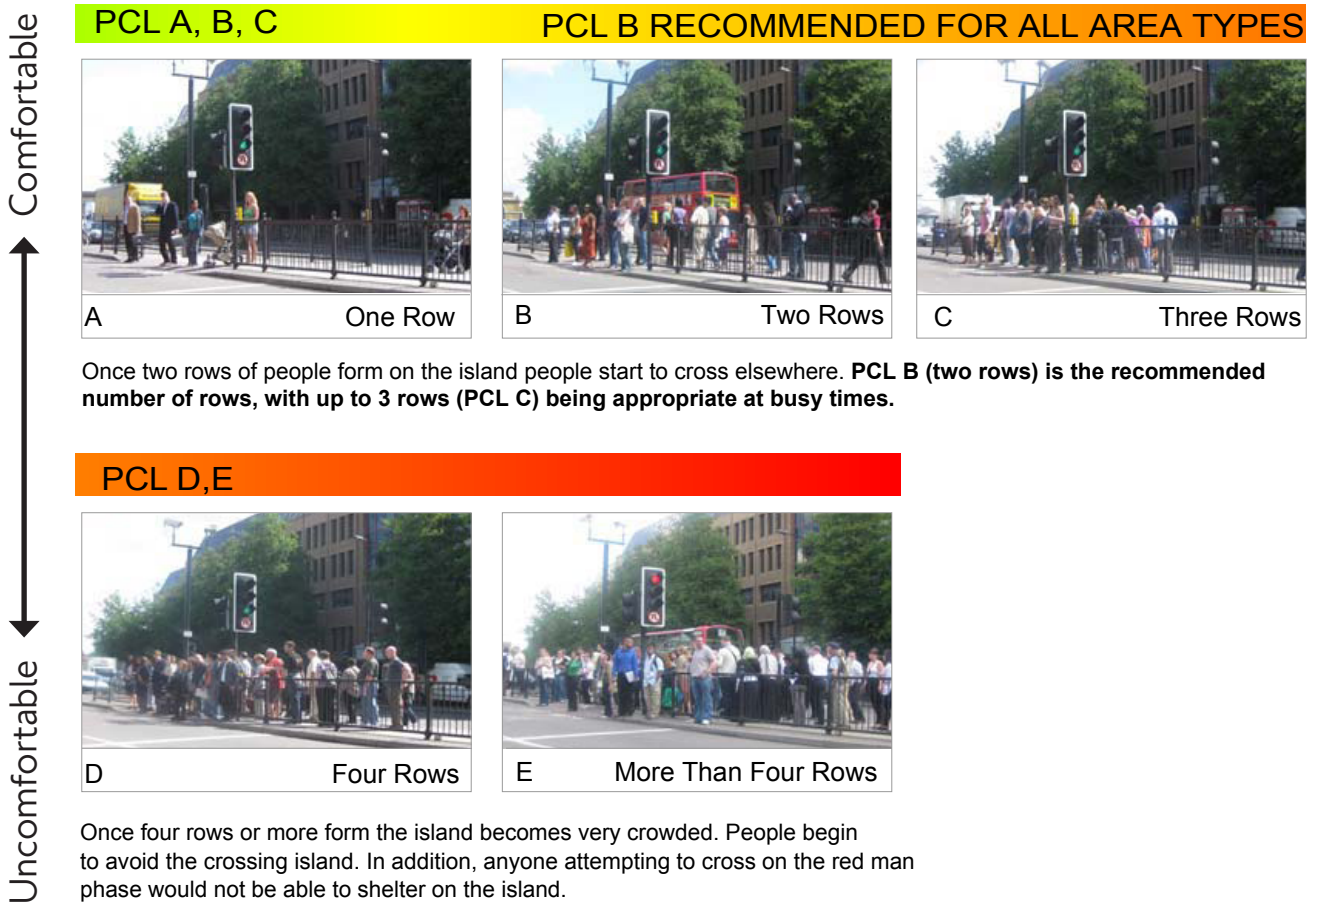 PCL A, B, C
PCL B RECOMMENDED FOR ALL AREA TYPES
Comfortable
A
One Row
B
Two Rows
C
Three Rows
Once two rows of people form on the island people start to cross elsewhere. PCL B (two rows) is the recommended
number of rows, with up to 3 rows (PCL C) being appropriate at busy times.
PCL D,E
D
Four Rows
E
More Than Four Rows
Uncomfortable
Once four rows or more form the island becomes very crowded. People begin
to avoid the crossing island. In addition, anyone attempting to cross on the red man
phase would not be able to shelter on the island.